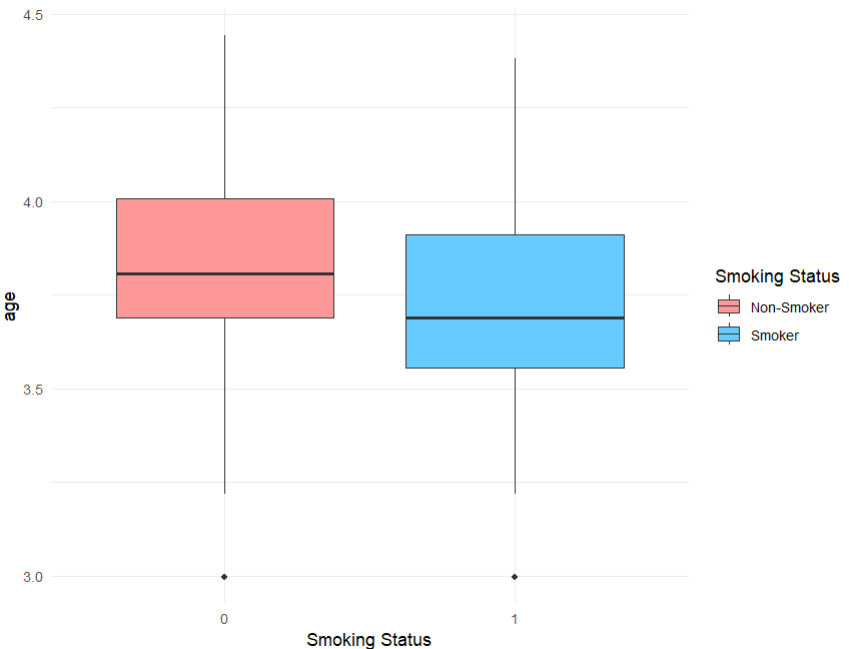 4.5
4.0
3.5
3.0
age
0
1
Smoking Status
Smoking Status
Non-Smoker
Smoker